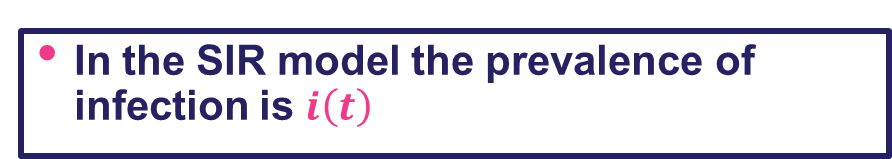 • In the SIR model the prevalence of
infection is i(t)